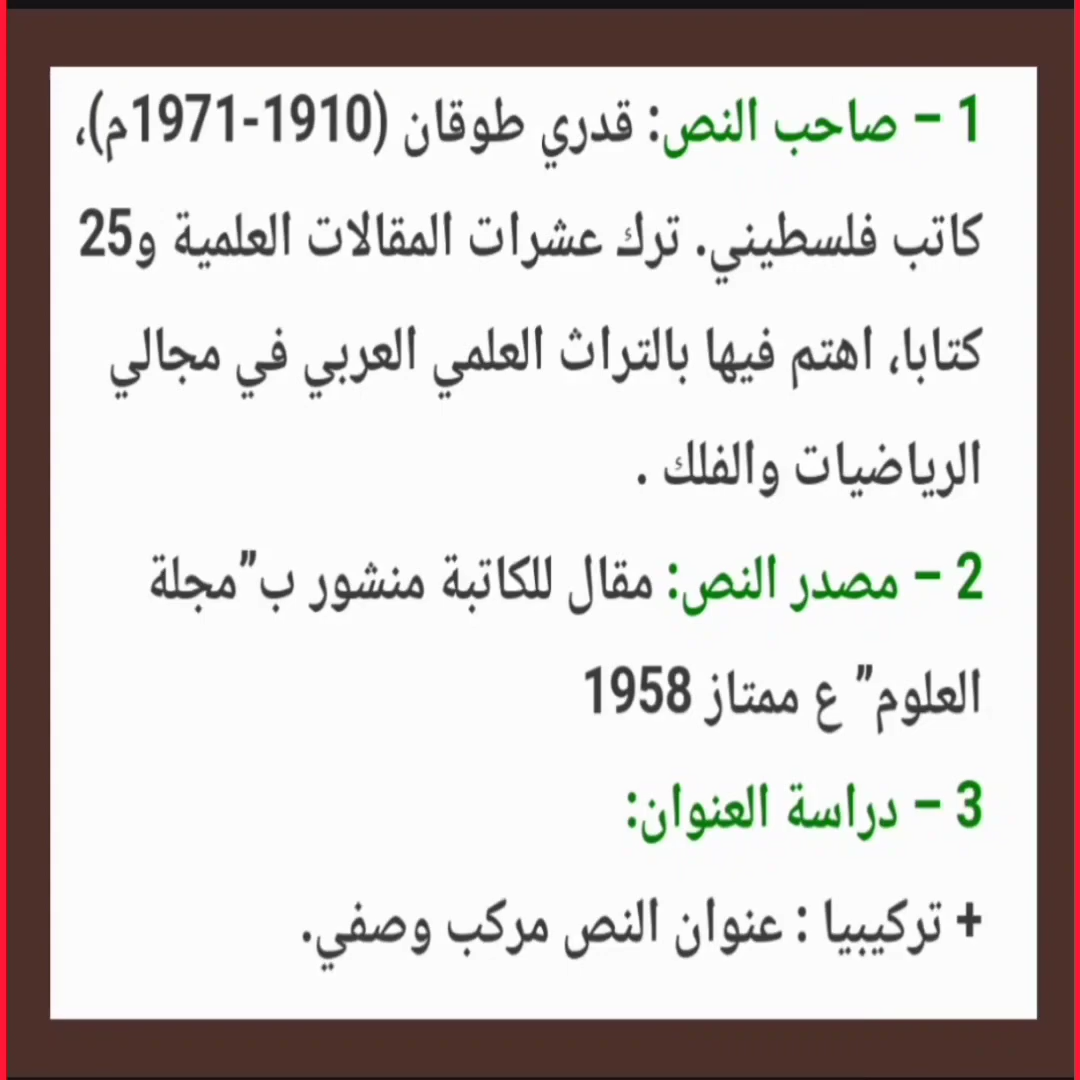 1 – صاحب النص: قدري طوقان (1910-1971م)،
كاتب فلسطيني. ترك عشرات المقالات العلمية و25
كتابا، اهتم فيها بالتراث العلمي العربي في مجالي
الرياضيات والفلك .
2 – مصدر النص: مقال للكاتبة منشور ب”مجلة
العلوم” ع ممتاز 1958
3 – دراسة العنوان:
+ تركيبيا : عنوان النص مركب وصفي.